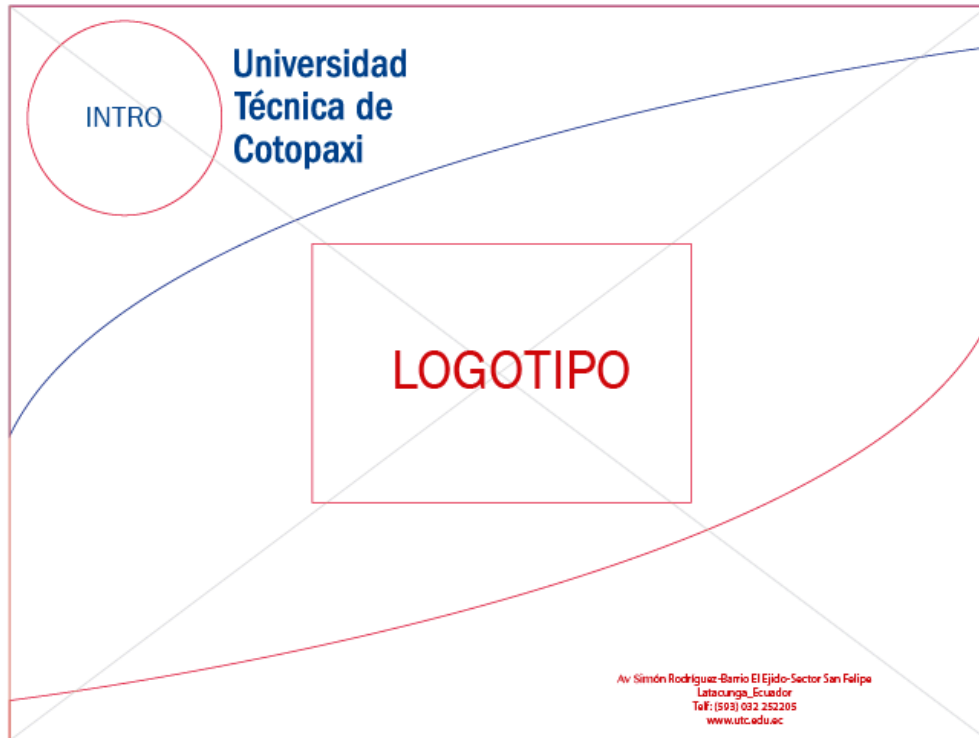 INTRO
Universidad
Técnica de
Cotopaxi
LOGOTIPO
Av Simón Rodríguez-Barrio El Ejido-Sector San Felipe
Latacunga_Ecuador
Telf: (593) 032 252205
www.utc.edu.ec